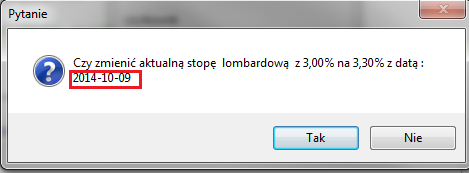 Pytanie
Czy zmienić aktualną stopę lombardową z 3,00% na 3,30% z datą :
2014-10-09
Tak
Nie